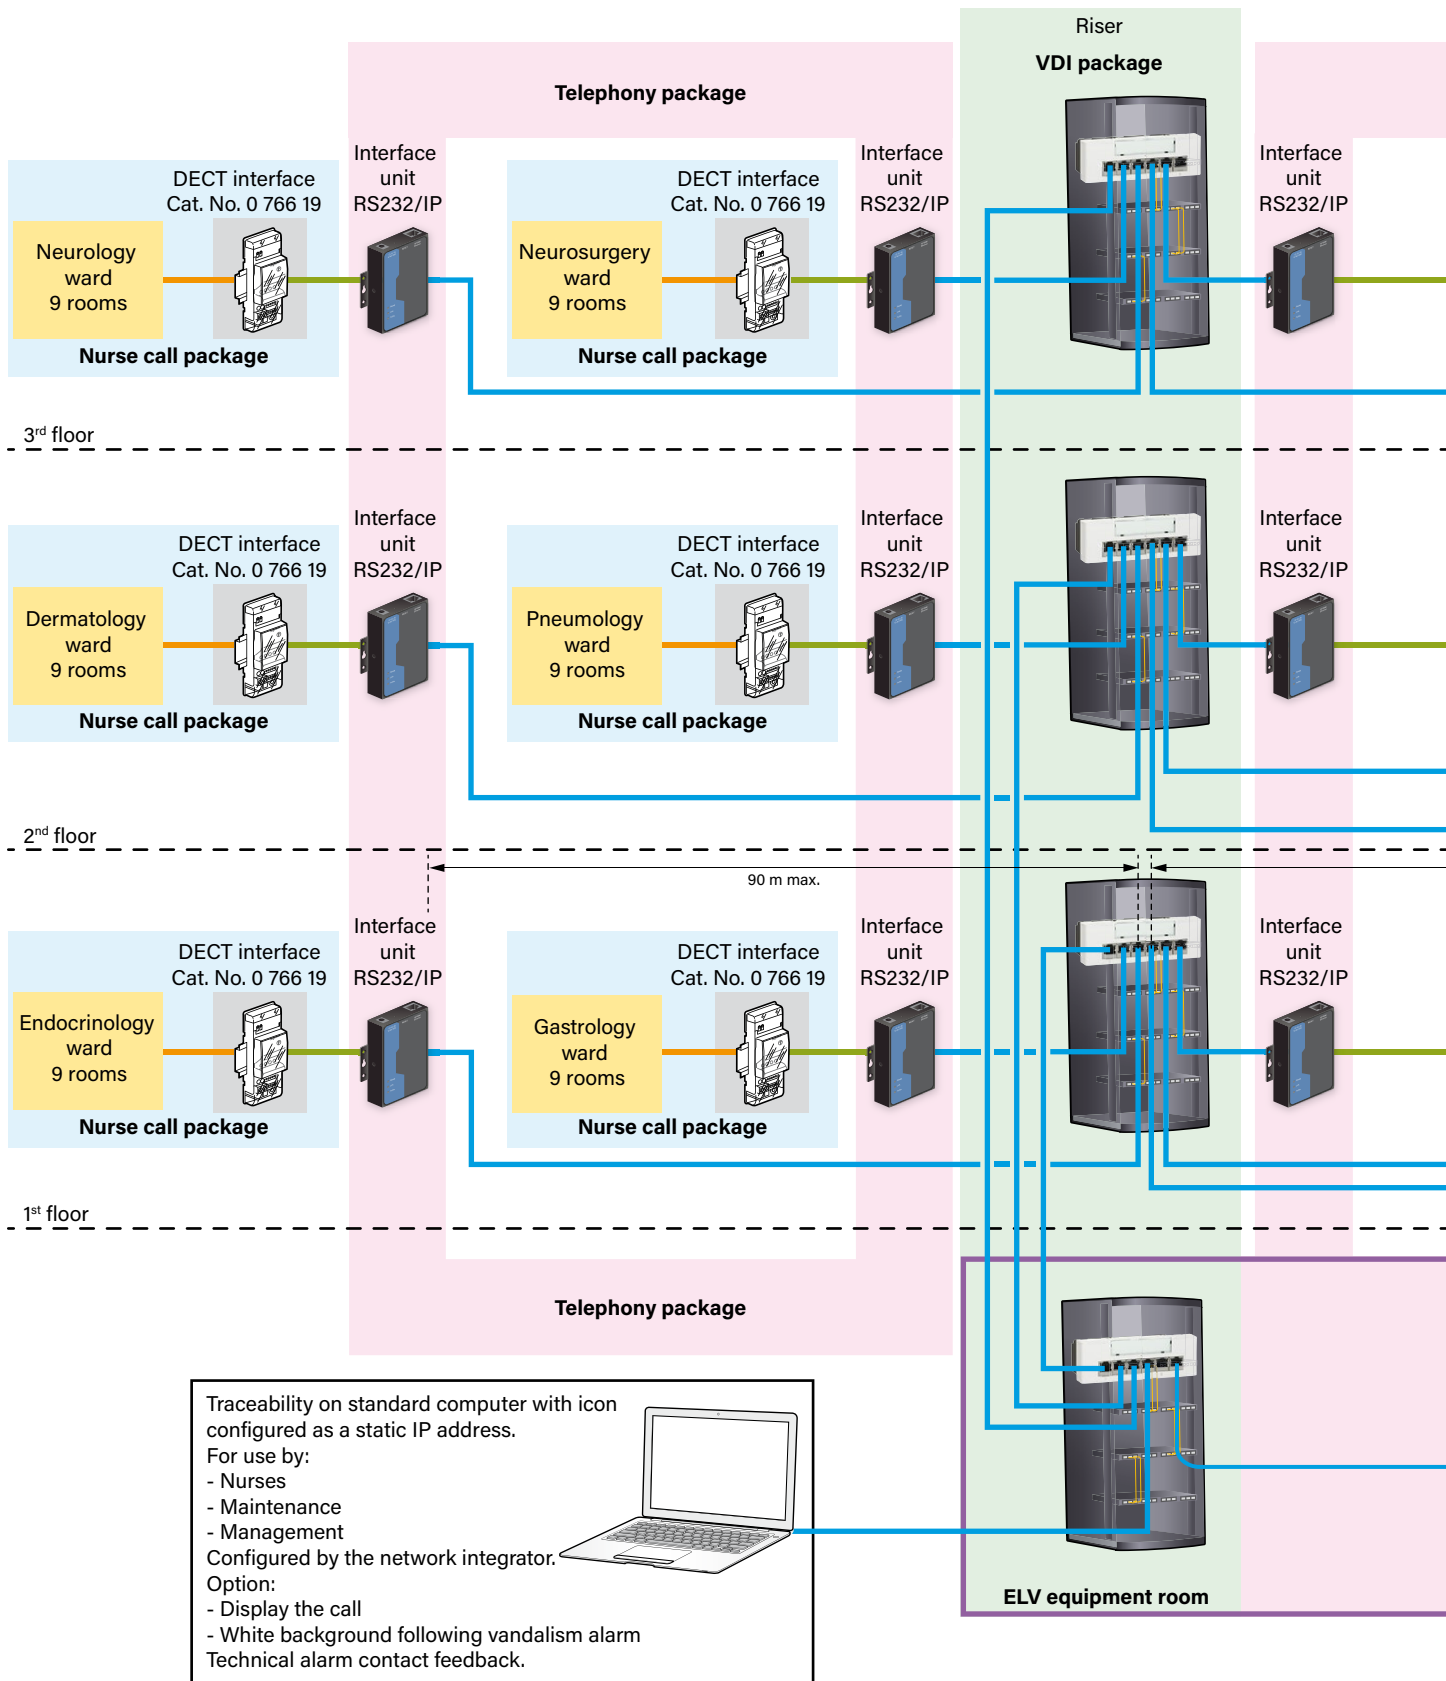 Riser
VDI package
Telephony package
Interface
unit
RS232/IP
Interface
unit
RS232/IP
Interface
unit
RS232/IP
DECT interface
Cat. No. 0 766 19
DECT interface
Cat. No. 0 766 19
Neurology
ward
9 rooms
Neurosurgery
ward
9 rooms
Nurse call package
Nurse call package
3rd floor
Interface
unit
RS232/IP
Interface
unit
RS232/IP
Interface
unit
RS232/IP
DECT interface
Cat. No. 0 766 19
DECT interface
Cat. No. 0 766 19
Dermatology
ward
9 rooms
Pneumology
ward
9 rooms
Nurse call package
Nurse call package
2nd floor
90 m max.
Interface
unit
RS232/IP
Interface
unit
RS232/IP
Interface
unit
RS232/IP
DECT interface
Cat. No. 0 766 19
DECT interface
Cat. No. 0 766 19
Endocrinology
ward
9 rooms
Gastrology
ward
9 rooms
Nurse call package
Nurse call package
1st floor
Telephony package
Traceability on standard computer with icon
configured as a static IP address.
For use by:
- Nurses
- Maintenance
- Management
Configured by the network integrator.
Option:
- Display the call
- White background following vandalism alarm
Technical alarm contact feedback.
ELV equipment room